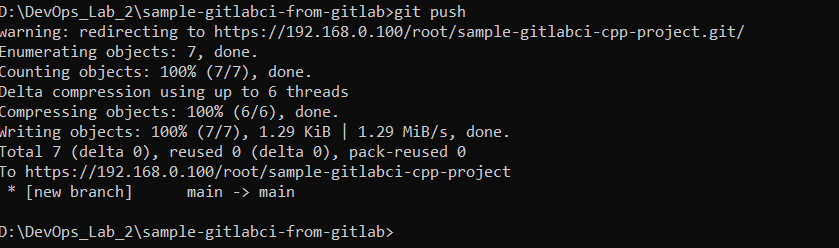 D:\DevOps_Lab_2\sample-gitlabci-from-gitlab>git push
warning: redirecting to https://192.168.0.100/root/sample-gitlabci-cpp-project.git/
Enumerating objects: 7, done.
Counting objects: 100% (7/7), done.
Delta compression using up to 6 threads
Compressing objects: 100% (6/6), done.
Writing objects: 100% (7/7), 1.29 KiB | 1.29 MiB/s, done.
Total 7 (delta 0), reused 0 (delta 0), pack-reused 0
To https://192.168.0.100/root/sample-gitlabci-cpp-project
 * [new branch]      main -> main
D:\DevOps_Lab_2\sample-gitlabci-from-gitlab>